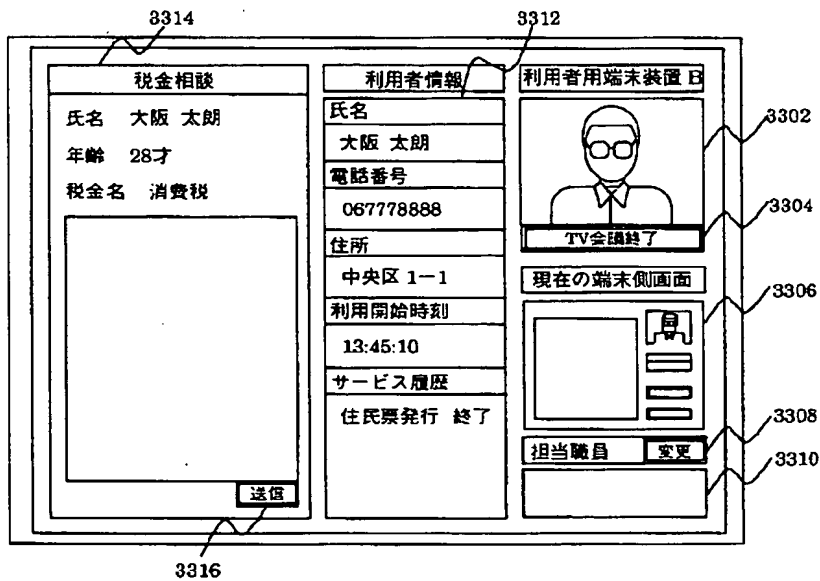 3314
3312
税金相談
氏名 大阪 太朗
年齢 28才
税金名 消費税
送信
3316
利用者情報
氏名
大阪 太朗
電話番号
067778888
住所
中央区 1－1
利用開始時刻
13:45:10
サービス履歴
住民票発行 終了
利用者用端末装置 B
3302
TV会議終了
3304
現在の端末側画面
3306
担当職員 変更
3308
3310